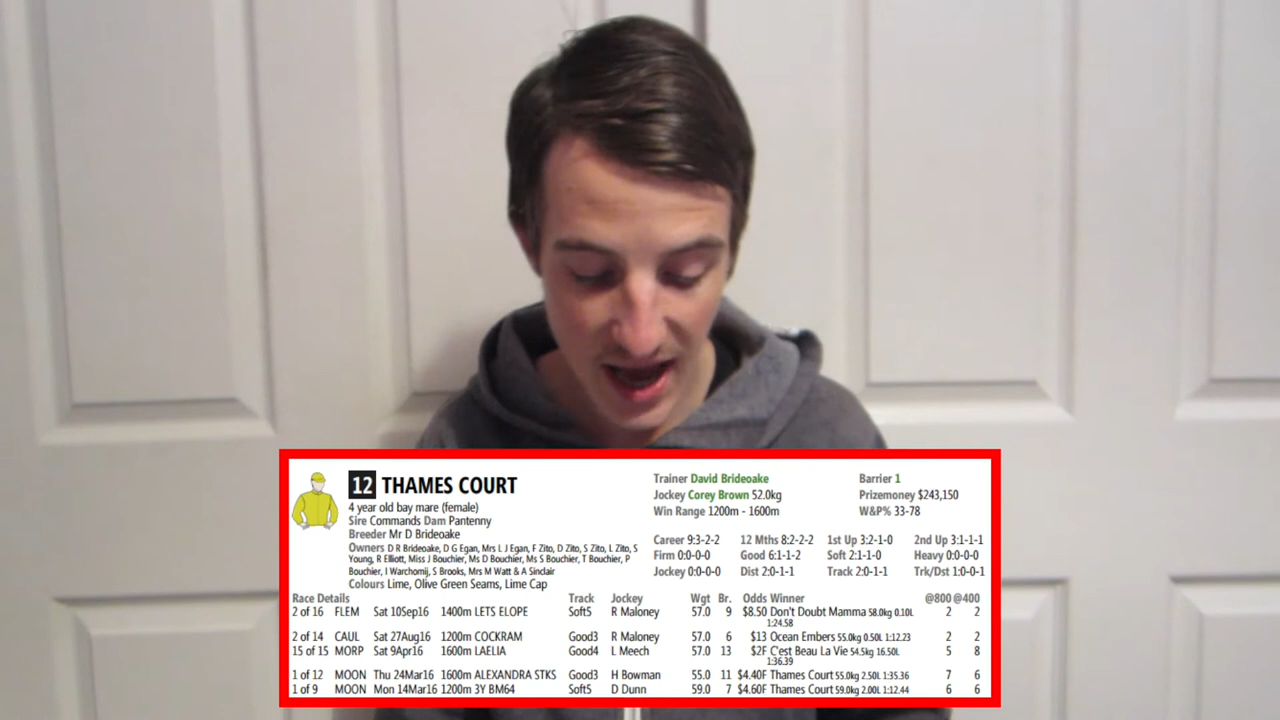 12 THAMES COURT
4 year old bay mare (female)
Sire Commands Dam Pantenny
Breeder Mr D Brideoake
Owners D R Brideoake, D G Egan, Mrs L J Egan, F Zito, D Zito, S Zito, L Zito, S
Young, R Elliott, Miss J Bouchier, Ms D Bouchier, Ms S Bouchier, T Bouchier, P
Bouchier, I Warchomij, S Brooks, Mrs M Watt & A Sinclair
Colours Lime, Olive Green Seams, Lime Cap
Trainer David Brideoake Barrier 1
Jockey Corey Brown 52.0kg Prizemoney $243,150
Win Range 1200m - 1600m W&P% 33-78
Career 9:3-2-2 12 Mths 8:2-2-2 1st Up 3:2-1-0 2nd Up 3:1-1-1
Firm 0:0-0-0 Good 6:1-1-2 Soft 2:1-1-0 Heavy 0:0-0-0
Jockey 0:0-0-0 Dist 2:0-1-1 Track 2:0-1-1 Trk/Dst 1:0-0-1
Race Details Track Jockey Wgt Br. Odds Winner @800 @400
2 of 16 FLEM Sat 10Sep16 1400m LETS ELOPE Soft5 R Maloney 57.0 9 $8.50 Don't Doubt Mamma 58.0kg 0.10L 2 2
1:24.58
2 of 14 CAUL Sat 27Aug16 1200m COCKRAM Good3 R Maloney 57.0 6 $13 Ocean Embers 55.0kg 0.50L 1:12.23 2 2
15 of 15 MORP Sat 9Apr16 1600m LAELIA Good4 L Meech 57.0 13 $2F C'est Beau La Vie 54.5kg 16.50L 5 8
1:36.39
1 of 12 MOON Thu 24Mar16 1600m ALEXANDRA STKS Good3 H Bowman 55.0 11 $4.40F Thames Court 55.0kg 2.50L 1:35.36 7 6
1 of 9 MOON Mon 14Mar16 1200m 3Y BM64 Soft5 D Dunn 59.0 7 $4.60F Thames Court 59.0kg 2.00L 1:12.44 6 6